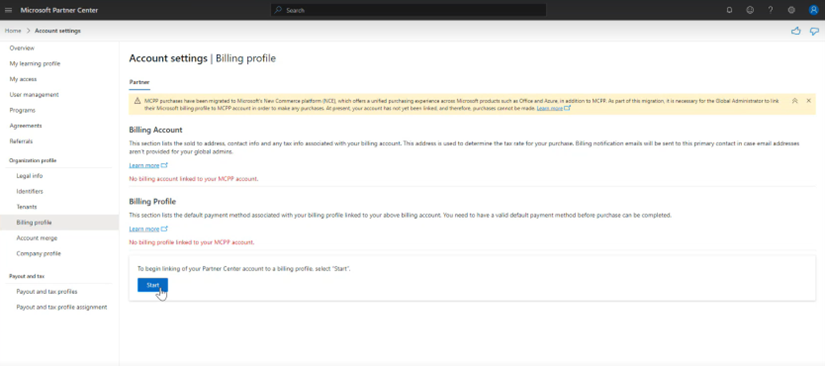 Microsoft Partner Center
Search
Home > Account settings
Overview
My learning profile
My access
User management
Programs
Agreements
Referrals
Organization profile
Legal info
Identifiers
Tenants
Billing profile
Account merge
Company profile
Payout and tax
Payout and tax profiles
Payout and tax profile assignment
Account settings | Billing profile
Partner
MCPP purchases have been migrated to Microsoft's New Commerce platform (NCE), which offers a unified purchasing experience across Microsoft products such as Office and Azure, in addition to MCPP. As part of this migration, it is necessary for the Global Administrator to link
their Microsoft billing profile to MCPP account in order to make any purchases. At present, your account has not yet been linked, and therefore, purchases cannot be made. Learn more
Billing Account
This section lists the sold to address, contact info and any tax info associated with your billing account. This address is used to determine the tax rate for your purchase. Billing notification emails will be sent to this primary contact in case email addresses
aren't provided for your global admins.
Learn more
No billing account linked to your MCPP account.
Billing Profile
This section lists the default payment method associated with your billing profile linked to your above billing account. You need to have a valid default payment method before purchase can be completed.
Learn more
No billing profile linked to your MCPP account.
To begin linking of your Partner Center account to a billing profile, select "Start".
Start